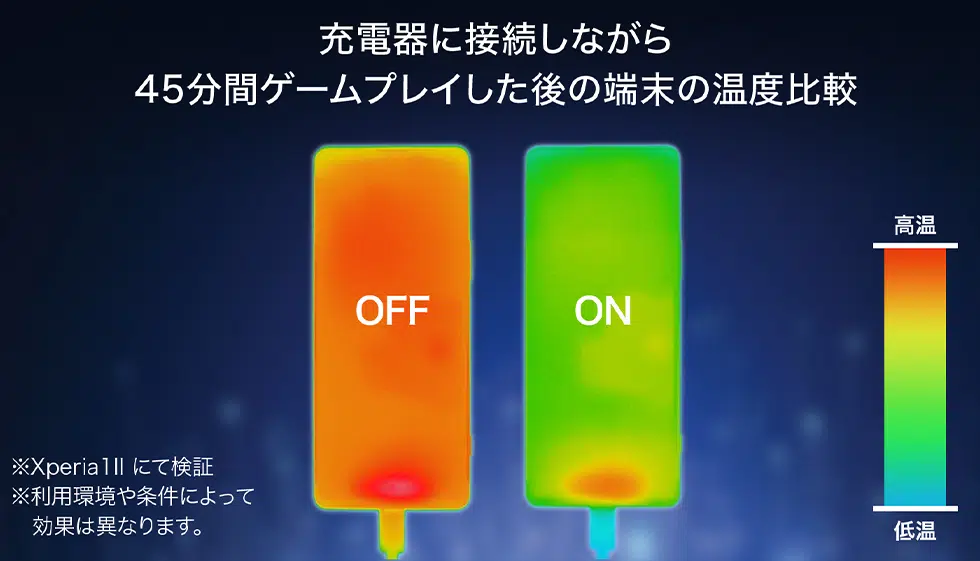 充電器に接続しながら
45分間ゲームプレイした後の端末の温度比較
OFF
ON
高温
低温
※Xperia1II にて検証
※利用環境や条件によって
効果は異なります。